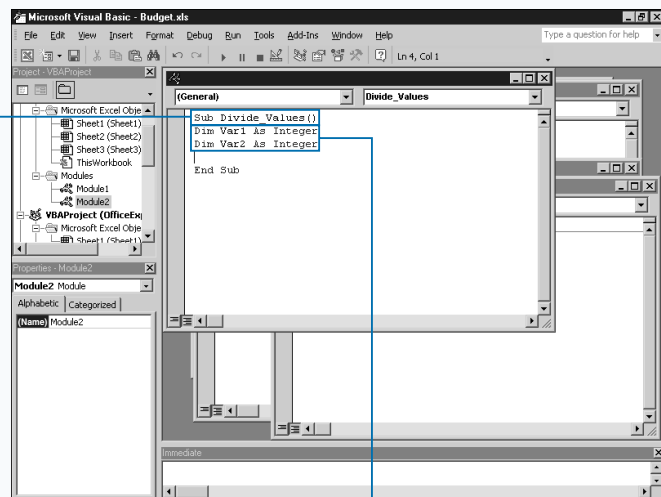 Microsoft Visual Basic - Budget.xls
File Edit View Insert Format Debug Run Tools Add-Ins Window Help
Type a question for help
Ln 4, Col 1
Project - VBAProject
Microsoft Excel Obje
Sheet1 (Sheet1)
Sheet2 (Sheet2)
Sheet3 (Sheet3)
ThisWorkbook
Modules
Module1
Module2
VBAProject (OfficeEx
Microsoft Excel Obje
Sheet1 (Sheet1)
Properties - Module2
Module2 Module
Alphabetic Categorized
(Name) Module2
(General) Divide_Values
Sub Divide_Values()
Dim Var1 As Integer
Dim Var2 As Integer
End Sub
Immediate